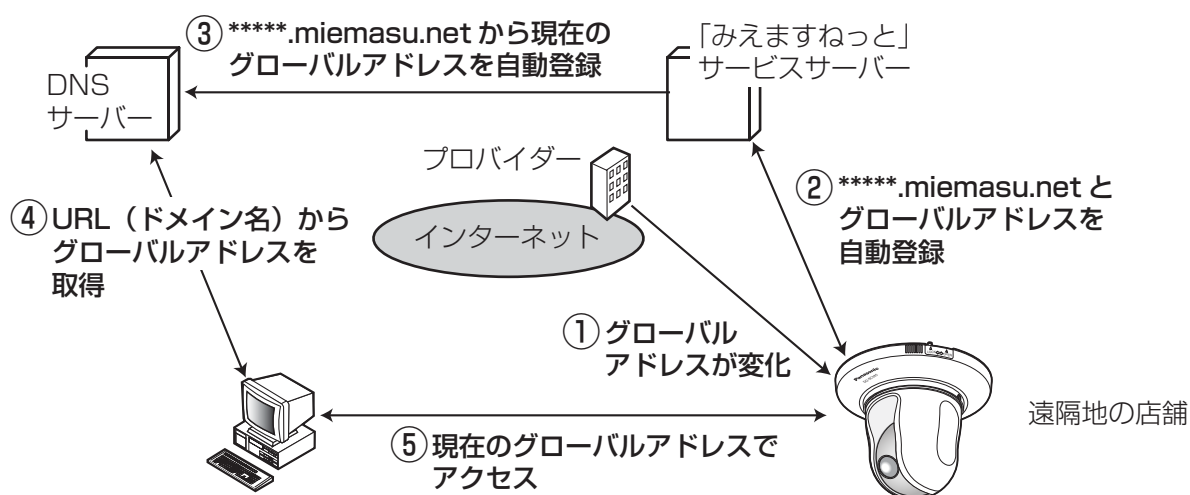 ③*****.miemasu.net から現在の
グローバルアドレスを自動登録
「みえますねっと」
サービスサーバー
DNS
サーバー
プロバイダー
インターネット
②*****.miemasu.net と
グローバルアドレスを
自動登録
④URL（ドメイン名）から
グローバルアドレスを
取得
①グローバル
アドレスが変化
Panasonic
遠隔地の店舗
⑤現在のグローバルアドレスで
アクセス